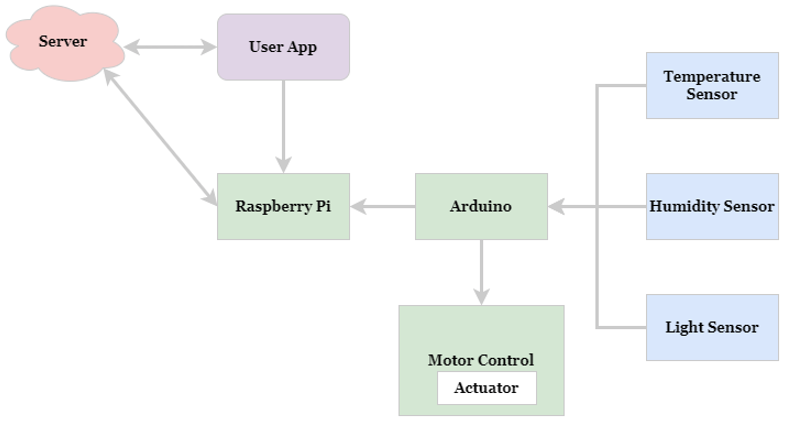 Server
User App
Temperature
Sensor
Raspberry Pi
Arduino
Humidity Sensor
Light Sensor
Motor Control
Actuator